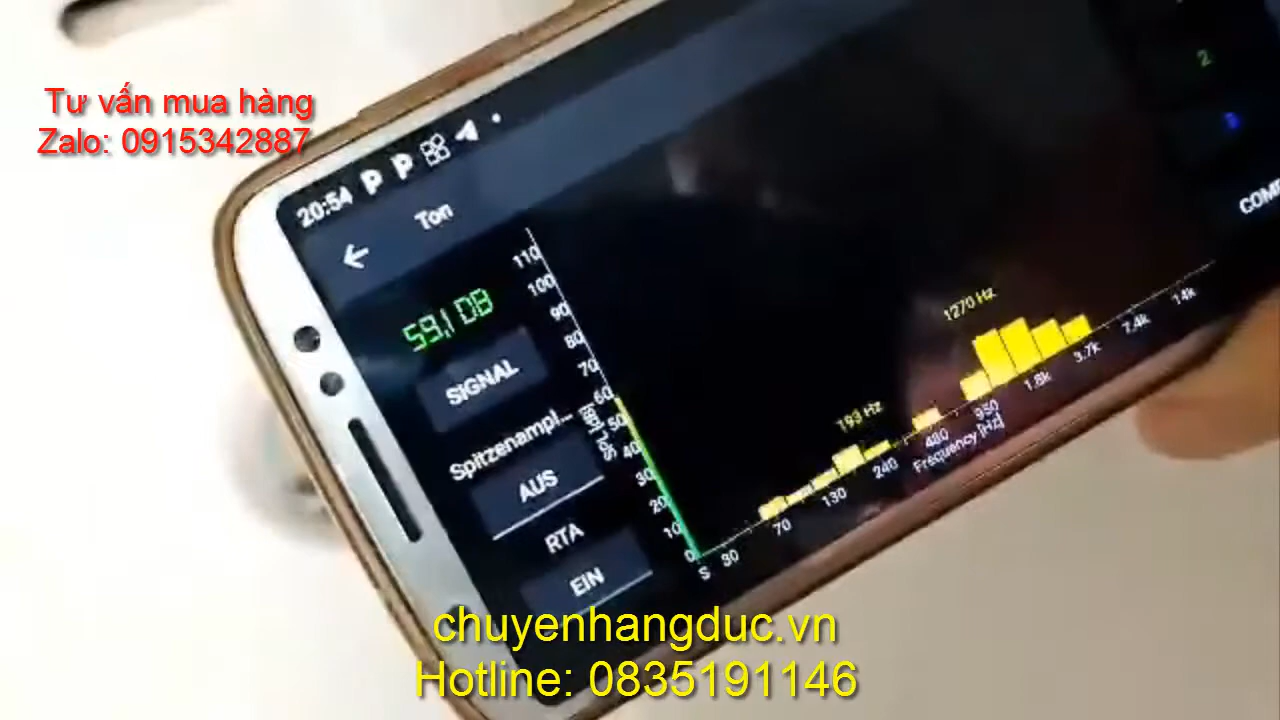 Tư vấn mua hàng
Zalo: 0915342887
20:54
Ton
59,1 DB
SIGNAL
Spitzenampl...
AUS
RTA
EIN
110
100
90
80
70
60
50
40
30
20
10
0
S 30 70 130 240 480 950 1.8k 3.7k 7.4k 14k
Frequency [Hz]
193 Hz
1270 Hz
2
3
chuyenhangduc.vn
Hotline: 0835191146